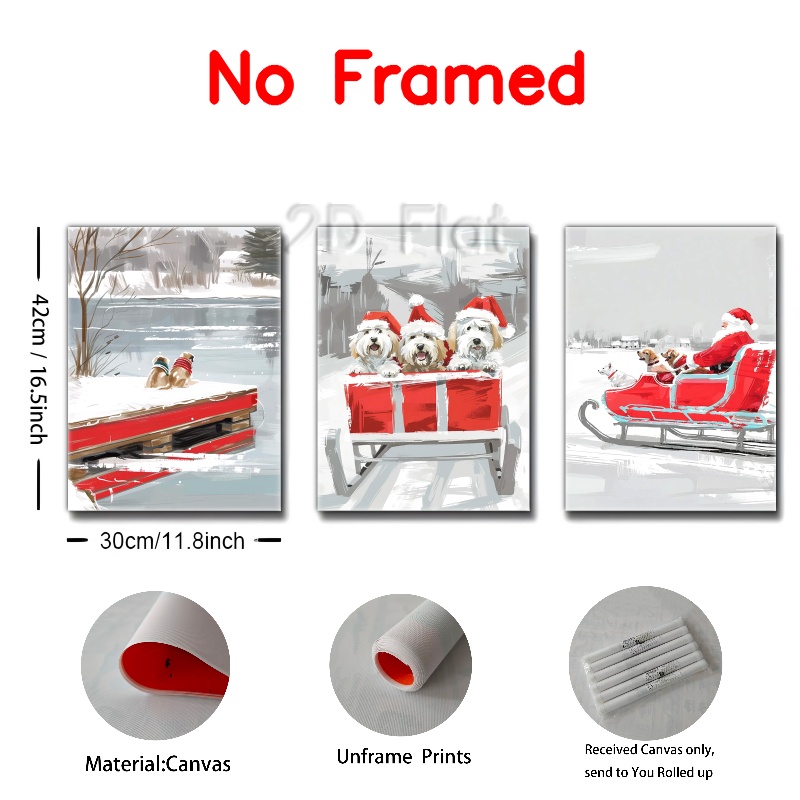 No Framed
2D Flat
42cm / 16.5inch
30cm/11.8inch
Material:Canvas
Unframe Prints
Received Canvas only,
send to You Rolled up